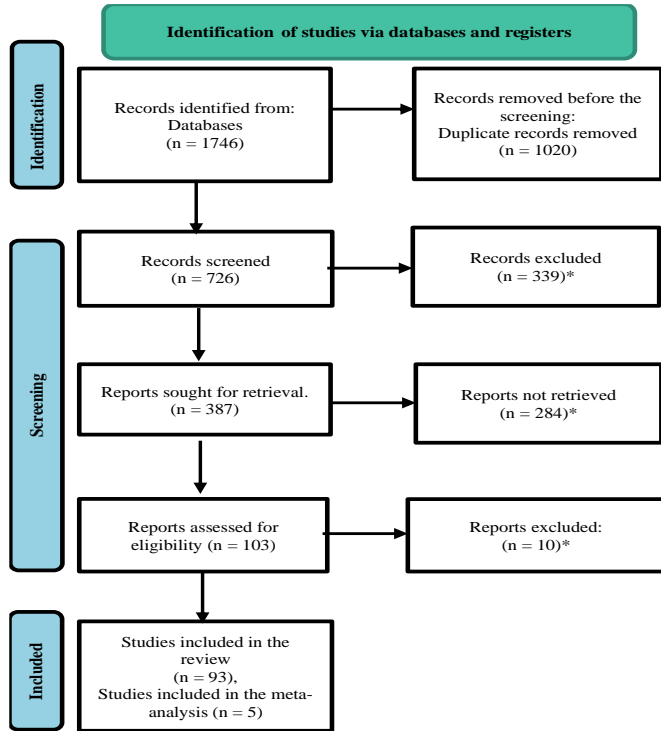 Identification of studies via databases and registers
Identification
Records identified from:
Databases
(n = 1746)
Records removed before the
screening:
Duplicate records removed
(n = 1020)
Screening
Records screened
(n = 726)
Records excluded
(n = 339)*
Reports sought for retrieval.
(n = 387)
Reports not retrieved
(n = 284)*
Reports assessed for
eligibility (n = 103)
Reports excluded:
(n = 10)*
Included
Studies included in the
review
(n = 93),
Studies included in the meta-
analysis (n = 5)